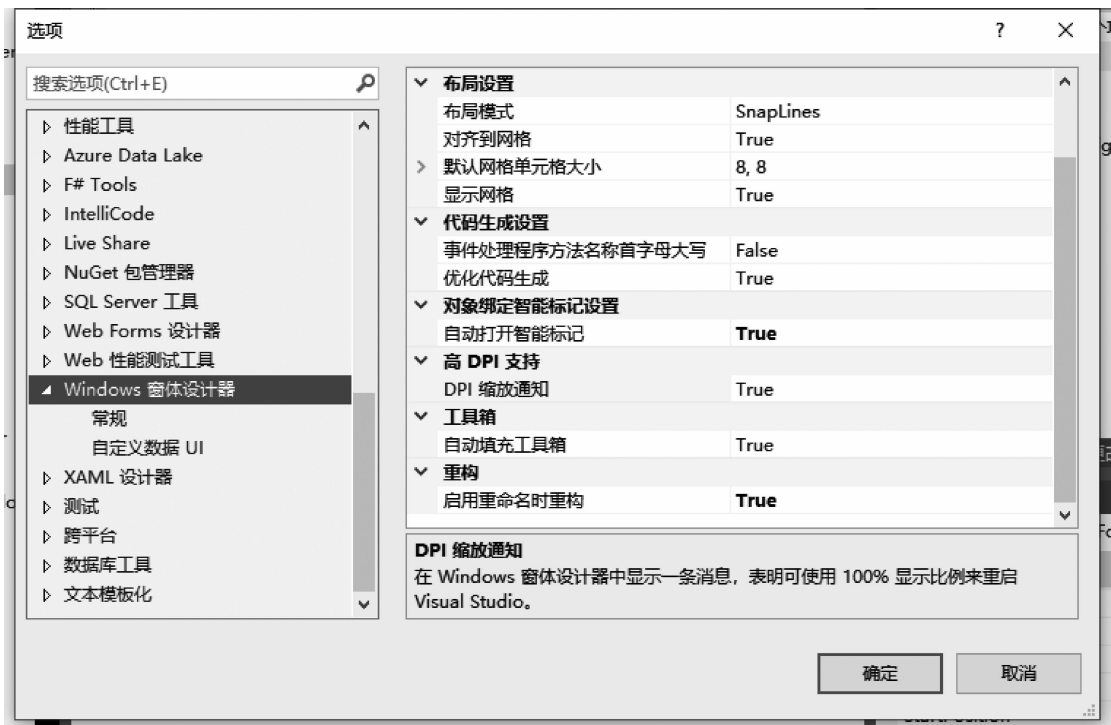 选项
?
搜索选项(Ctrl+E)
性能工具
Azure Data Lake
F# Tools
IntelliCode
Live Share
NuGet 包管理器
SQL Server 工具
Web Forms 设计器
Web 性能测试工具
Windows 窗体设计器
常规
自定义数据 UI
XAML 设计器
测试
跨平台
数据库工具
文本模板化
布局设置
布局模式 SnapLines
对齐到网格 True
默认网格单元格大小 8, 8
显示网格 True
代码生成设置
事件处理程序方法名称首字母大写 False
优化代码生成 True
对象绑定智能标记设置
自动打开智能标记 True
高 DPI 支持
DPI 缩放通知 True
工具箱
自动填充工具箱 True
重构
启用重命名时重构 True
DPI 缩放通知
在 Windows 窗体设计器中显示一条消息，表明可使用 100% 显示比例来重启
Visual Studio。
确定
取消